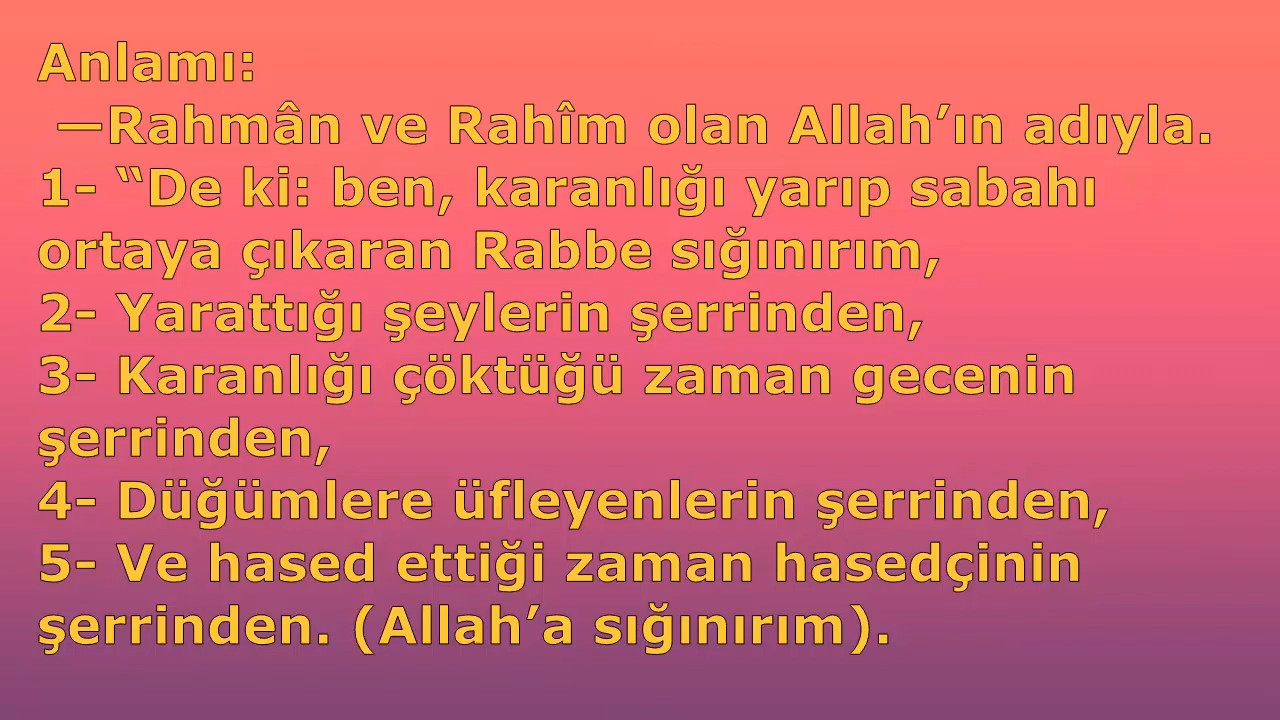 Anlamı:
—Rahmân ve Rahîm olan Allah’ın adıyla.
1- “De ki: ben, karanlığı yarıp sabahı
ortaya çıkaran Rabbe sığınırım,
2- Yarattığı şeylerin şerrinden,
3- Karanlığı çöktüğü zaman gecenin
şerrinden,
4- Düğümlere üfleyenlerin şerrinden,
5- Ve hased ettiği zaman hasedçinin
şerrinden. (Allah’a sığınırım).